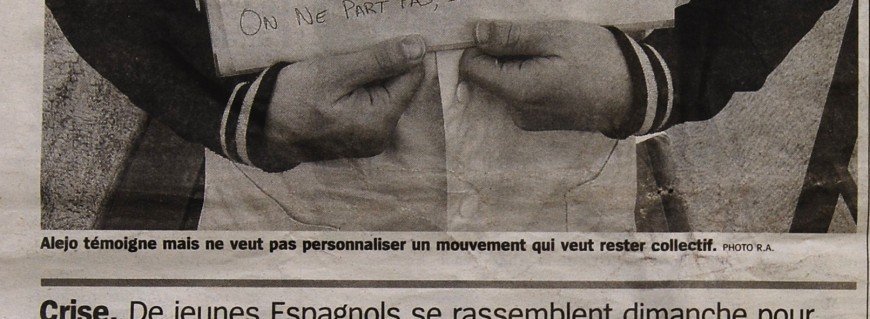 ON NE PART PAS,
Alejo témoigne mais ne veut pas personnaliser un mouvement qui veut rester collectif. PHOTO R.A.
Crise. De jeunes Espagnols se rassemblent dimanche pour